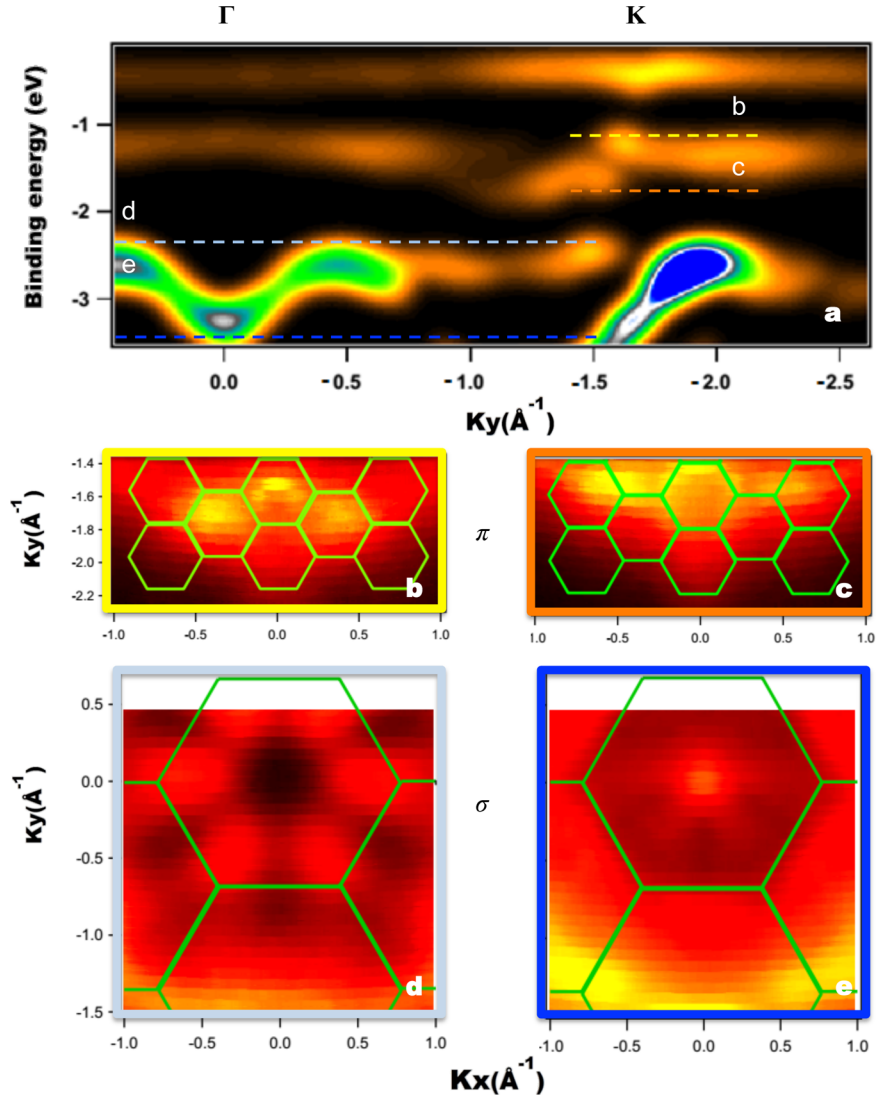 Γ K
Binding energy (eV)
-1
-2
-3
b
c
d
e
a
0.0 -0.5 -1.0 -1.5 -2.0 -2.5
Ky(Å-1)
Ky(Å-1)
-1.4
-1.6
-1.8
-2.0
-2.2
b
-1.0 -0.5 0.0 0.5 1.0
π
c
1.0 -0.5 0.0 0.5 1.0
Ky(Å-1)
0.5
0.0
-0.5
-1.0
-1.5
d
-1.0 -0.5 0.0 0.5 1.0
σ
e
-1.0 -0.5 0.0 0.5 1.0
Kx(Å-1)